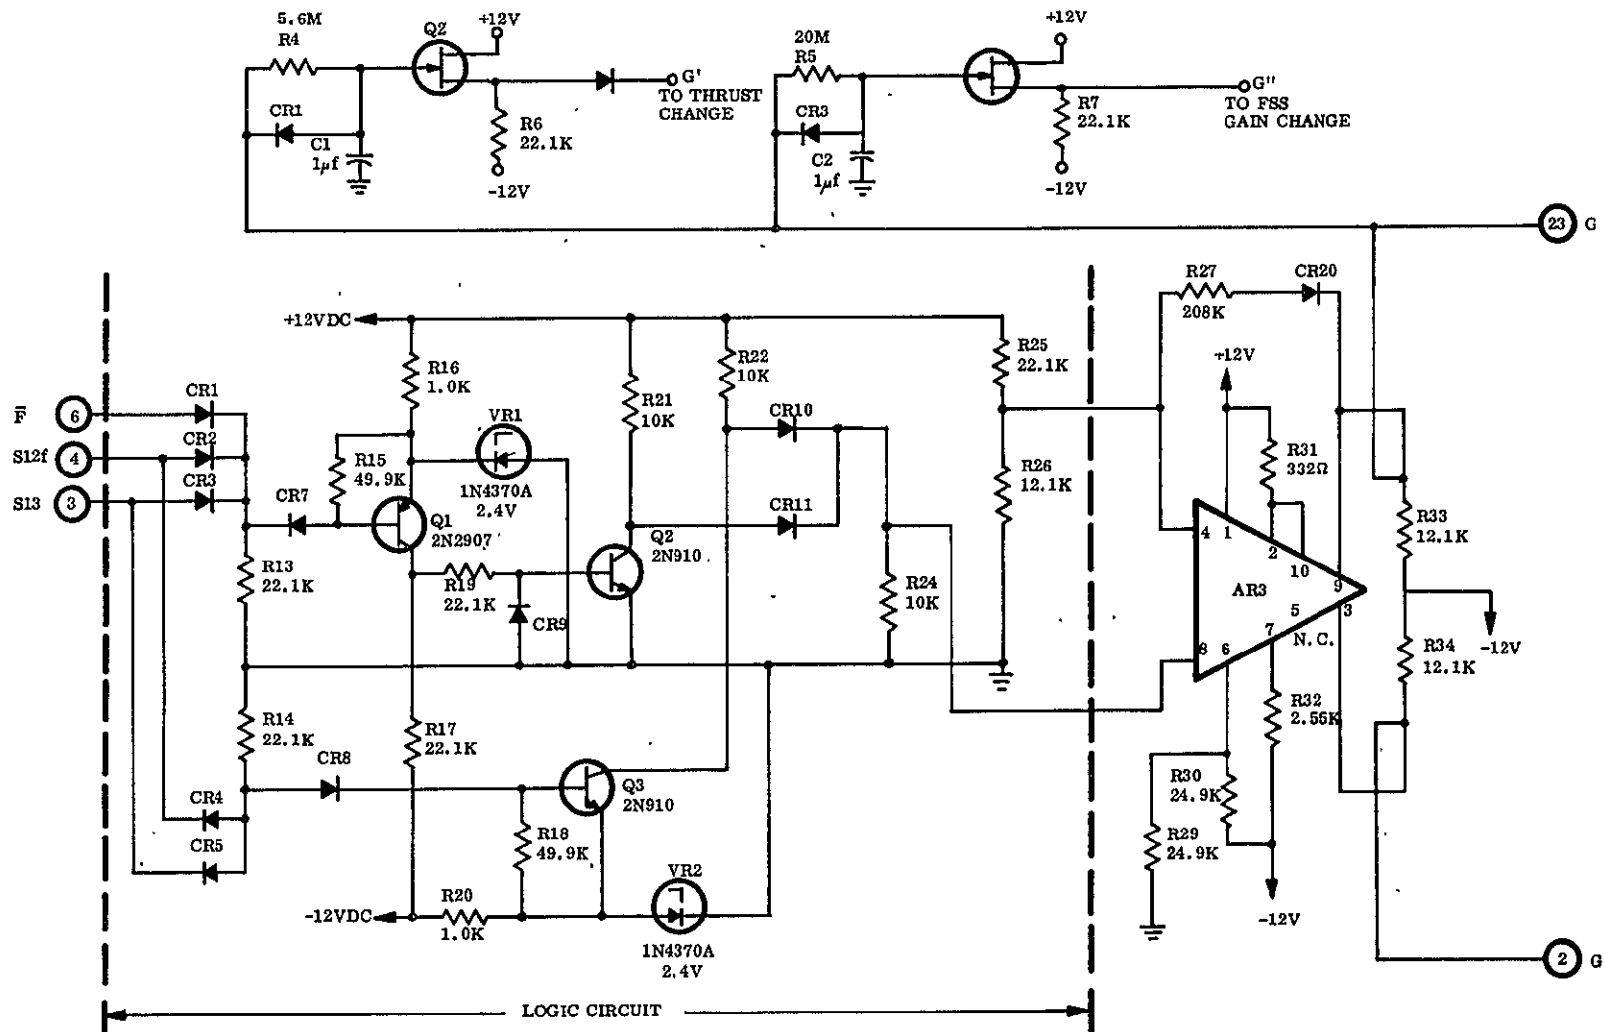 5.6M
R4
Q2
+12V
G'
TO THRUST
CHANGE
CR1
C1
1μf
R6
22.1K
-12V
20M
R5
+12V
G"
TO FSS
GAIN CHANGE
CR3
C2
1μf
R7
22.1K
-12V
23 G
+12VDC
R16
1.0K
R22
10K
R21
10K
R25
22.1K
R27
208K
CR20
+12V
F̅ 6
CR1
S12f 4
CR2
S13 3
CR3
CR7
R15
49.9K
VR1
1N4370A
2.4V
Q1
2N2907
CR10
CR11
Q2
2N910
R26
12.1K
R31
332Ω
R33
12.1K
4 1 2 10
AR3
9
3
5
N.C.
7
6
8
R13
22.1K
R19
22.1K
CR9
R24
10K
-12V
R34
12.1K
R32
2.55K
R14
22.1K
R17
22.1K
CR8
Q3
2N910
CR4
CR5
R18
49.9K
R30
24.9K
R29
24.9K
VR2
1N4370A
2.4V
R20
1.0K
-12VDC
-12V
2 G
LOGIC CIRCUIT